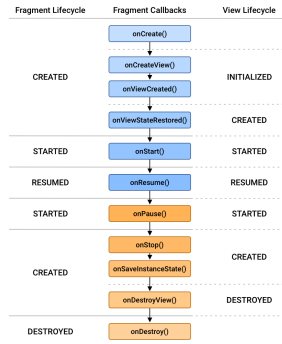 Fragment Lifecycle Fragment Callbacks View Lifecycle
onCreate()
onCreateView()
CREATED INITIALIZED
onViewCreated()
onViewStateRestored() CREATED
STARTED onStart() STARTED
RESUMED onResume() RESUMED
STARTED onPause() STARTED
onStop()
CREATED
onSaveInstanceState()
CREATED
onDestroyView() DESTROYED
DESTROYED onDestroy()